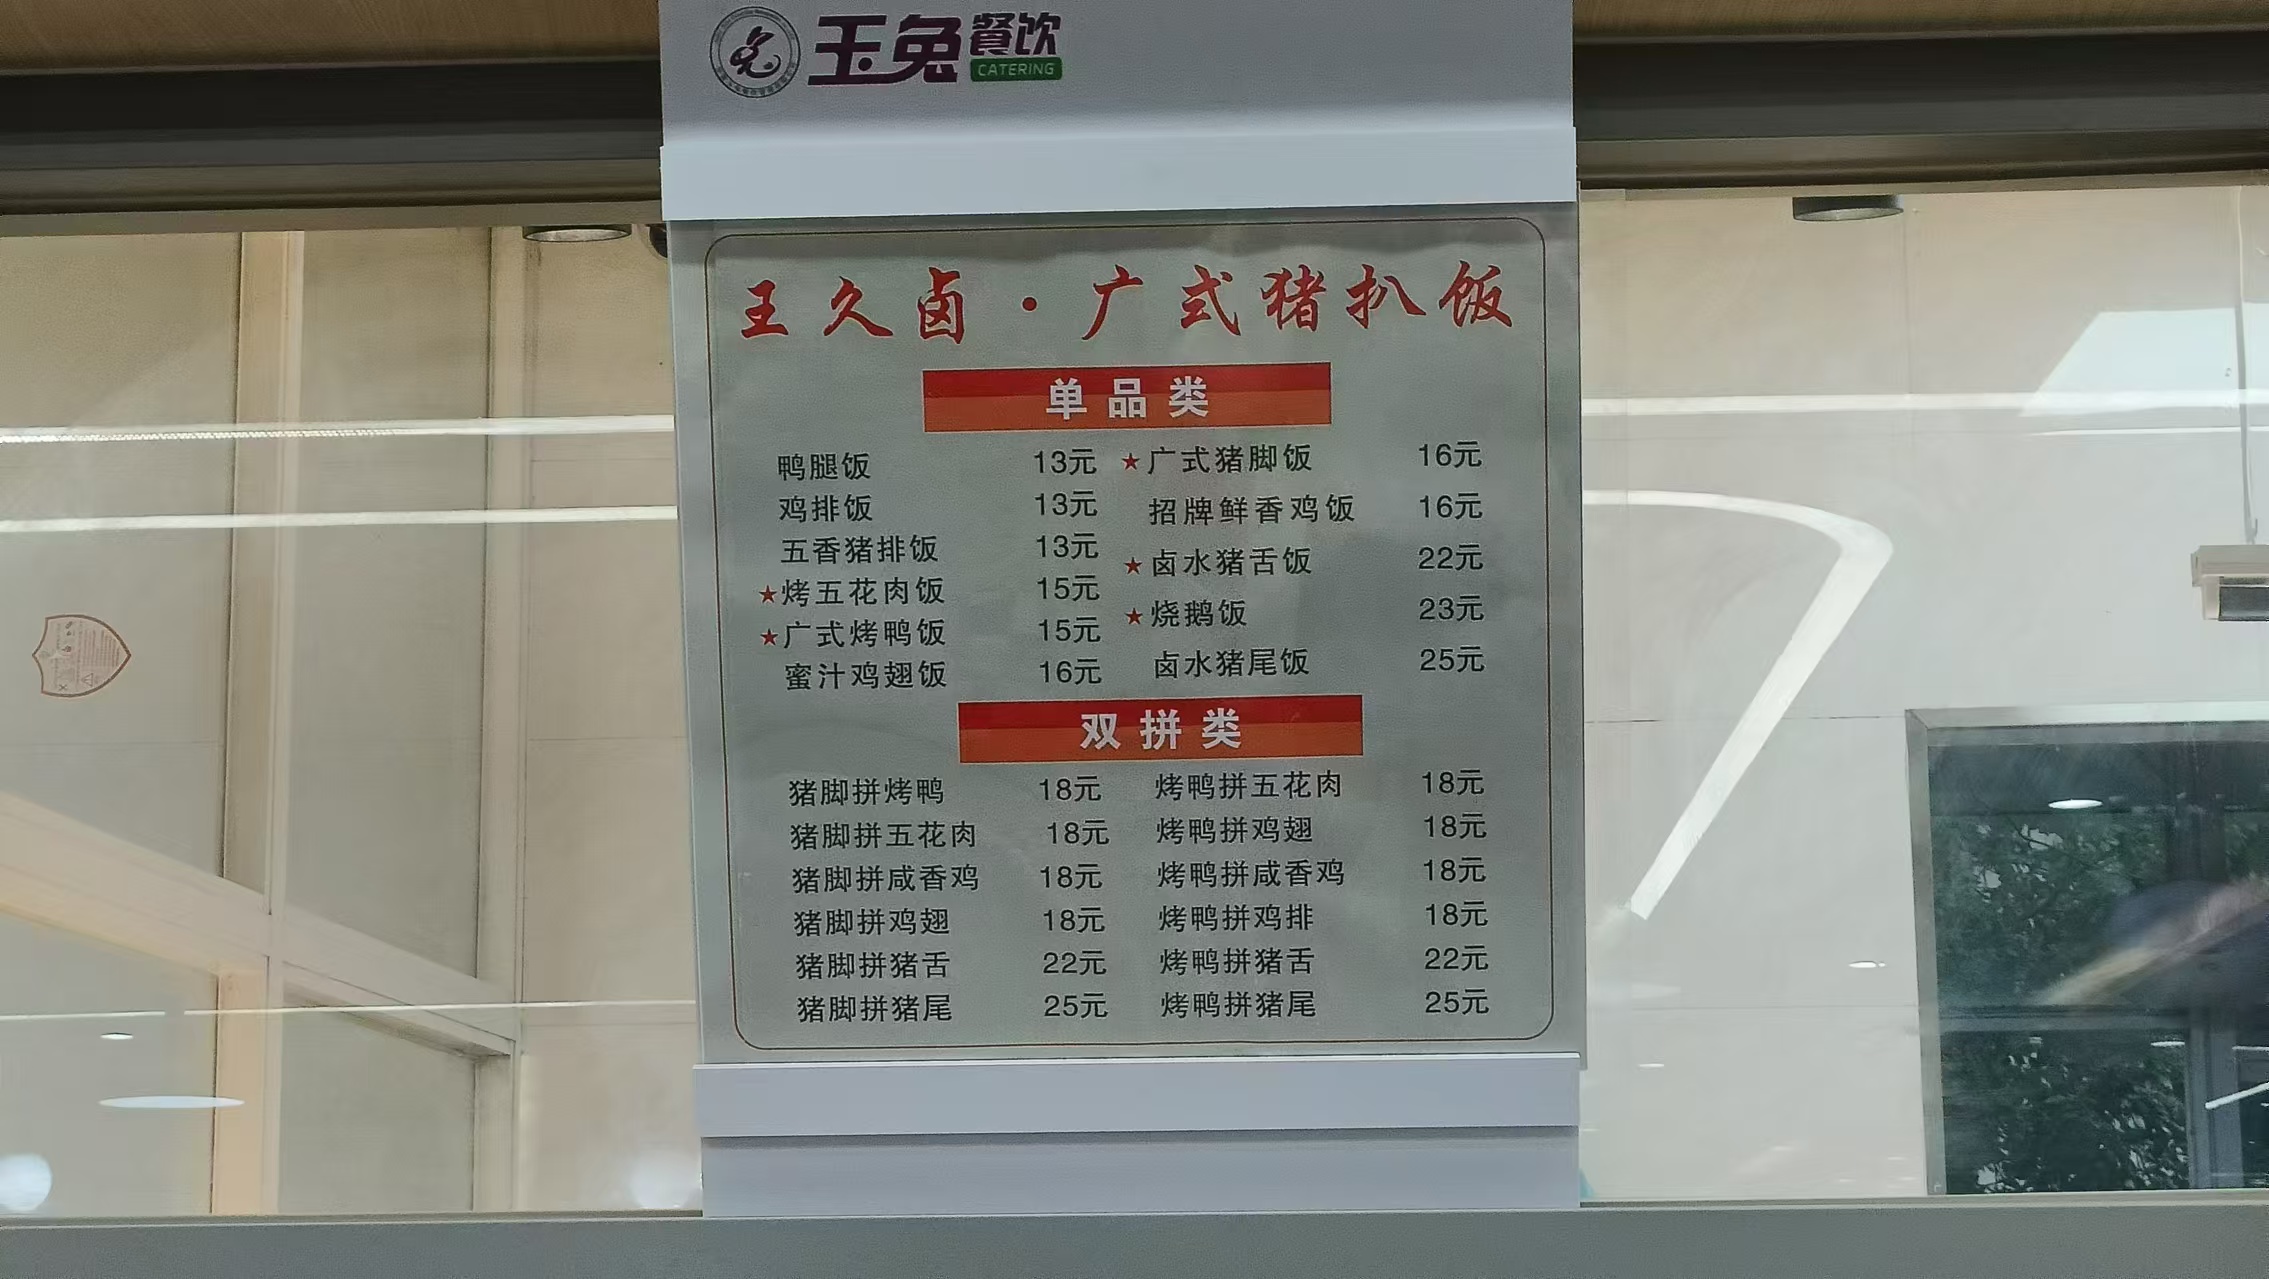 玉兔餐饮
CATERING
王久卤·广式猪扒饭
单品类
鸭腿饭 13元
鸡排饭 13元
五香猪排饭 13元
★烤五花肉饭 15元
★广式烤鸭饭 15元
蜜汁鸡翅饭 16元
★广式猪脚饭 16元
招牌鲜香鸡饭 16元
★卤水猪舌饭 22元
★烧鹅饭 23元
卤水猪尾饭 25元
双拼类
猪脚拼烤鸭 18元
猪脚拼五花肉 18元
猪脚拼咸香鸡 18元
猪脚拼鸡翅 18元
猪脚拼猪舌 22元
猪脚拼猪尾 25元
烤鸭拼五花肉 18元
烤鸭拼鸡翅 18元
烤鸭拼咸香鸡 18元
烤鸭拼鸡排 18元
烤鸭拼猪舌 22元
烤鸭拼猪尾 25元